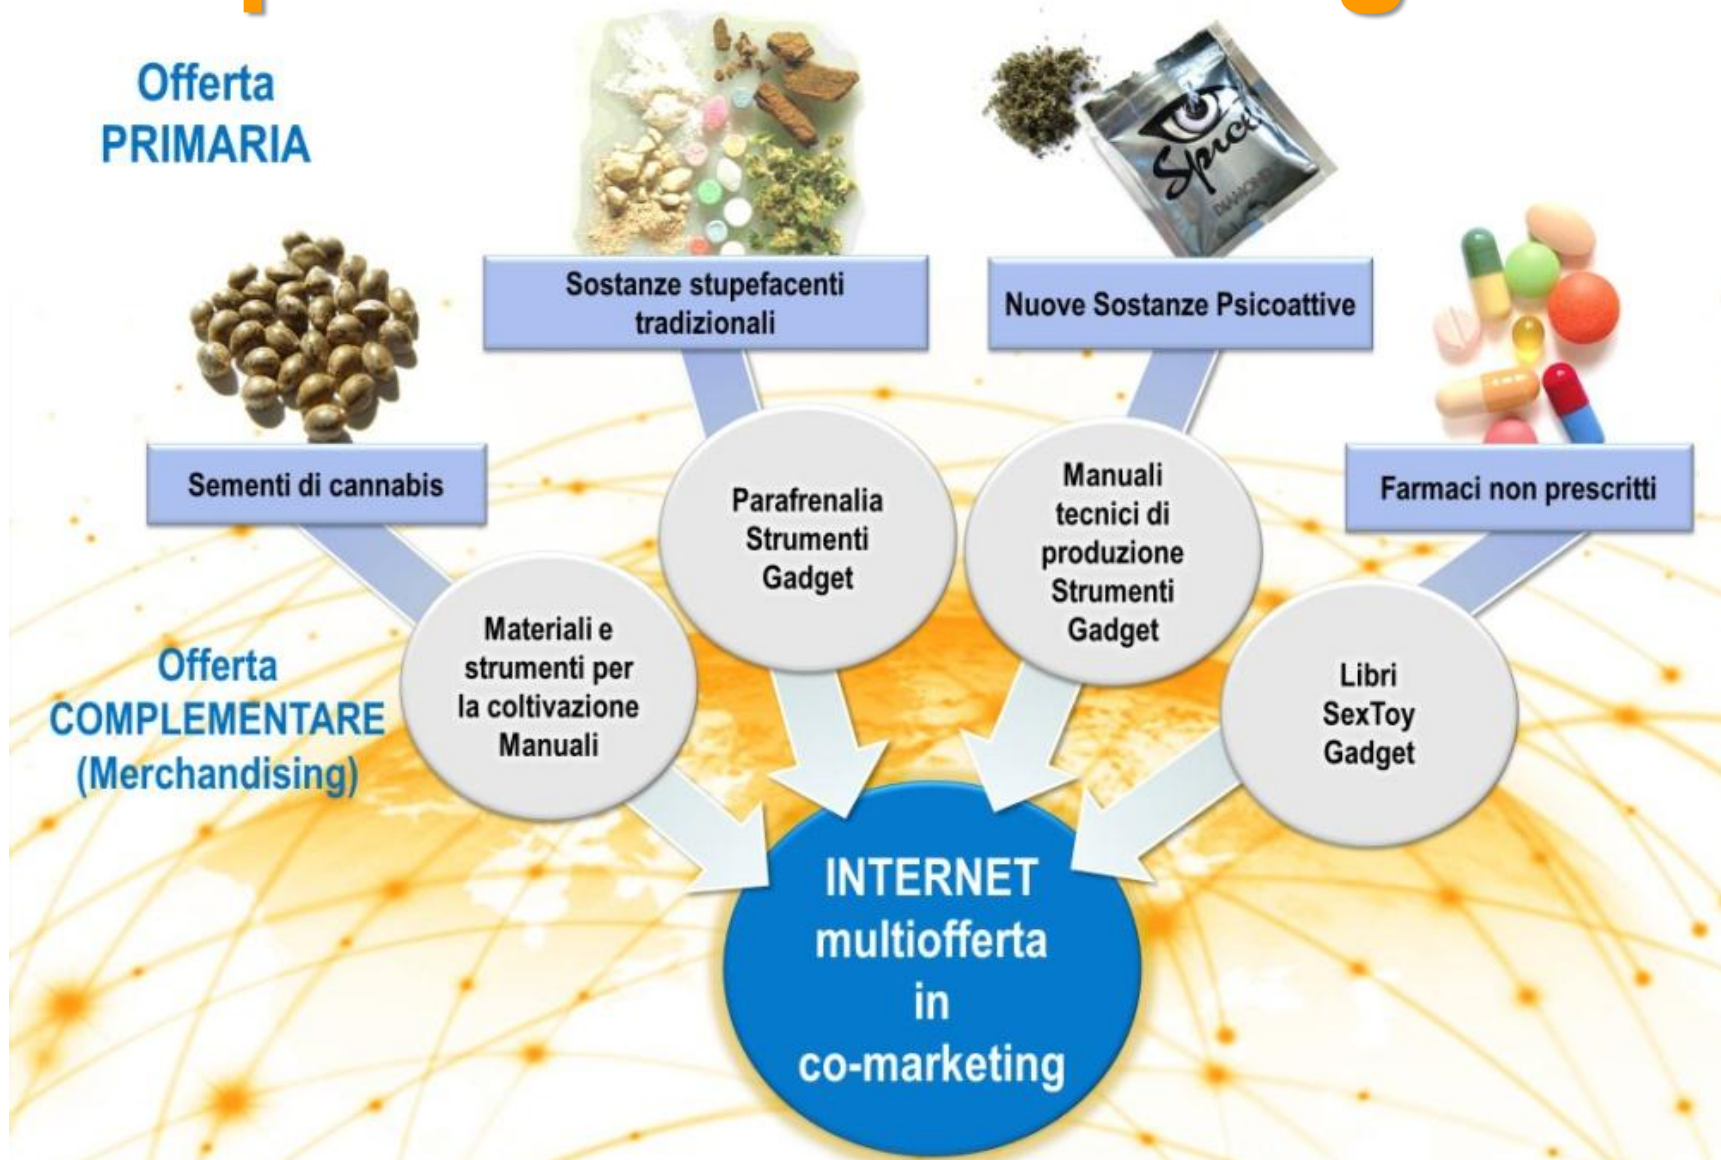 Offerta
PRIMARIA
Spice
DIAMOND
Sostanze stupefacenti
tradizionali
Nuove Sostanze Psicoattive
Sementi di cannabis
Farmaci non prescritti
Parafrenalia
Strumenti
Gadget
Manuali
tecnici di
produzione
Strumenti
Gadget
Materiali e
strumenti per
la coltivazione
Manuali
Libri
SexToy
Gadget
Offerta
COMPLEMENTARE
(Merchandising)
INTERNET
multiofferta
in
co-marketing